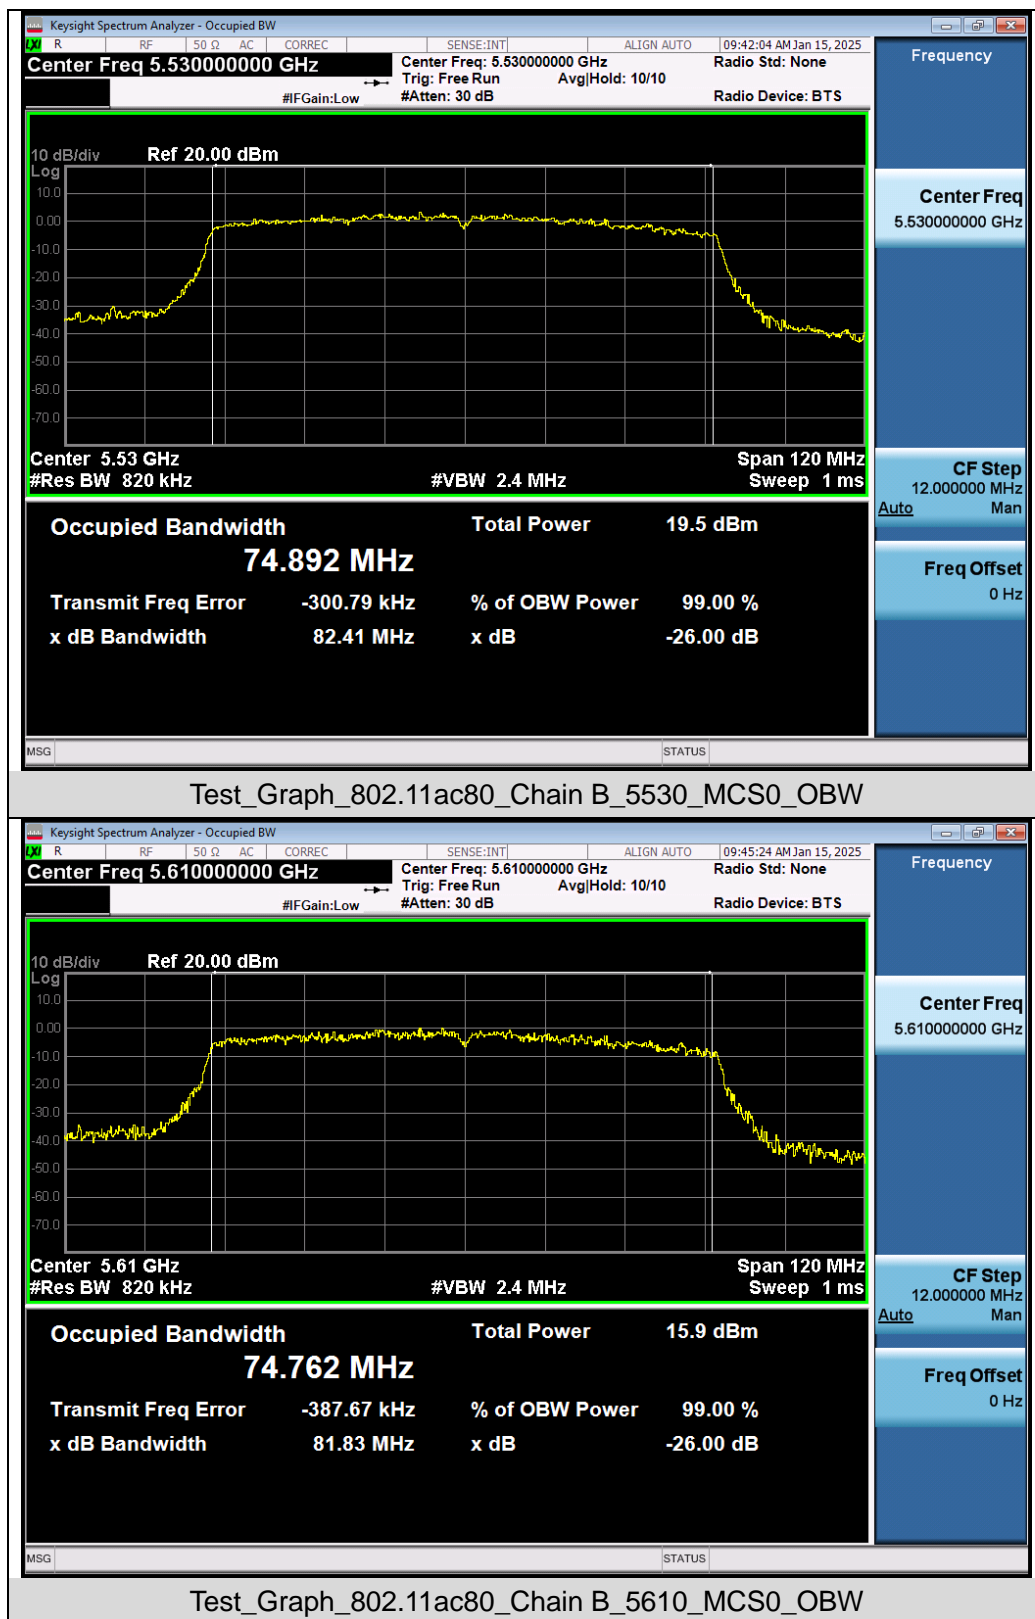 Keysight Spectrum Analyzer - Occupied BW
LXI R RF 50 Ω AC CORREC SENSE:INT ALIGN AUTO 09:42:04 AM Jan 15, 2025
Center Freq 5.530000000 GHz
#IFGain:Low
Center Freq: 5.530000000 GHz
Trig: Free Run Avg|Hold: 10/10
#Atten: 30 dB
Radio Std: None
Radio Device: BTS
Frequency
10 dB/div Ref 20.00 dBm
Log
10.0
0.00
-10.0
-20.0
-30.0
-40.0
-50.0
-60.0
-70.0
Center 5.53 GHz Span 120 MHz
#Res BW 820 kHz #VBW 2.4 MHz Sweep 1 ms
Center Freq
5.530000000 GHz
CF Step
12.000000 MHz
Auto Man
Freq Offset
0 Hz
Occupied Bandwidth Total Power 19.5 dBm
74.892 MHz
Transmit Freq Error -300.79 kHz % of OBW Power 99.00 %
x dB Bandwidth 82.41 MHz x dB -26.00 dB
MSG STATUS
Test_Graph_802.11ac80_Chain B_5530_MCS0_OBW
Keysight Spectrum Analyzer - Occupied BW
LXI R RF 50 Ω AC CORREC SENSE:INT ALIGN AUTO 09:45:24 AM Jan 15, 2025
Center Freq 5.610000000 GHz
#IFGain:Low
Center Freq: 5.610000000 GHz
Trig: Free Run Avg|Hold: 10/10
#Atten: 30 dB
Radio Std: None
Radio Device: BTS
Frequency
10 dB/div Ref 20.00 dBm
Log
10.0
0.00
-10.0
-20.0
-30.0
-40.0
-50.0
-60.0
-70.0
Center 5.61 GHz Span 120 MHz
#Res BW 820 kHz #VBW 2.4 MHz Sweep 1 ms
Center Freq
5.610000000 GHz
CF Step
12.000000 MHz
Auto Man
Freq Offset
0 Hz
Occupied Bandwidth Total Power 15.9 dBm
74.762 MHz
Transmit Freq Error -387.67 kHz % of OBW Power 99.00 %
x dB Bandwidth 81.83 MHz x dB -26.00 dB
MSG STATUS
Test_Graph_802.11ac80_Chain B_5610_MCS0_OBW